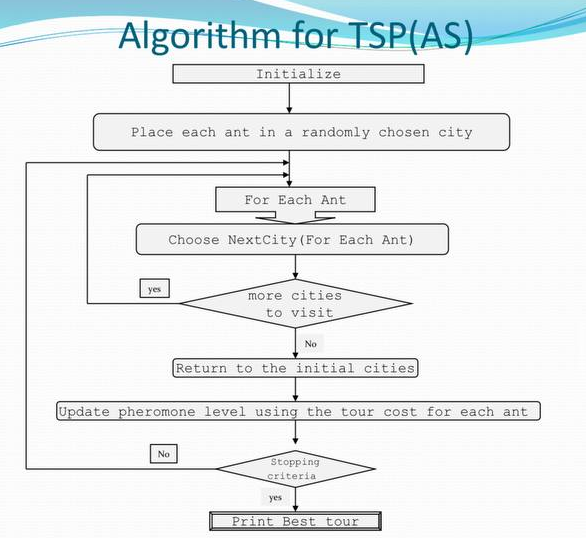 Algorithm for TSP(AS)
Initialize
Place each ant in a randomly chosen city
For Each Ant
Choose NextCity(For Each Ant)
yes
more cities
to visit
No
Return to the initial cities
Update pheromone level using the tour cost for each ant
No
Stopping
criteria
yes
Print Best tour